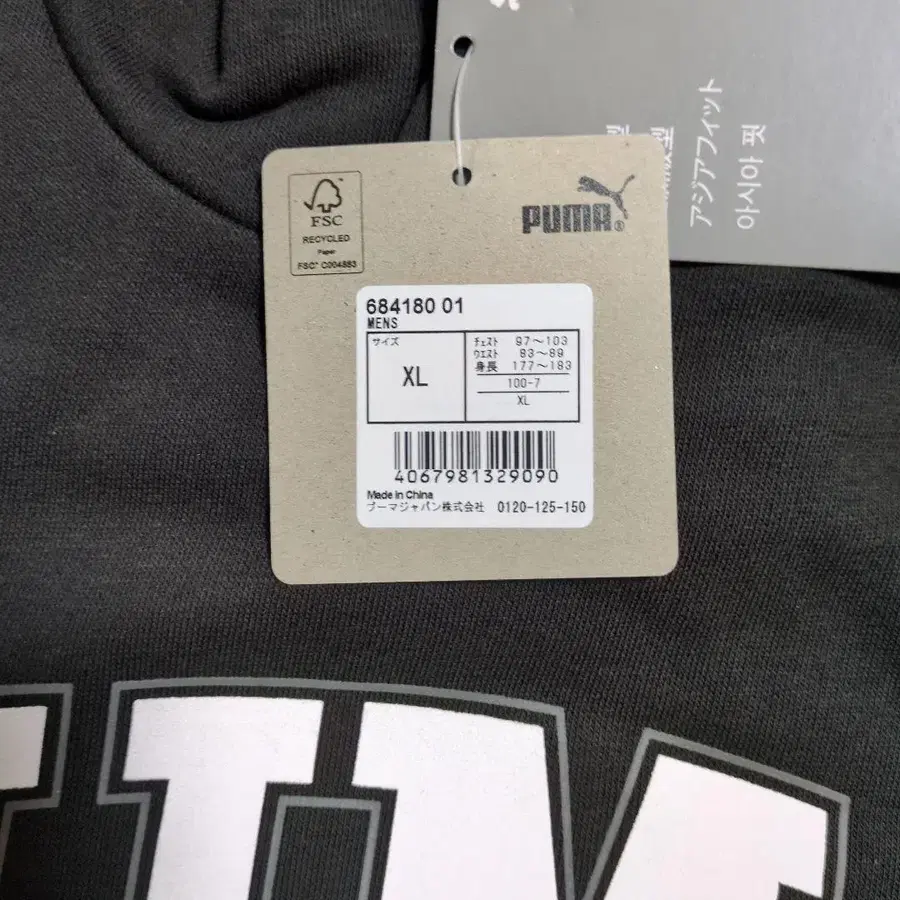 アジアフィット
아시아 핏
FSC
RECYCLED
Paper
FSC® C004883
PUMA®
684180 01
MENS
サイズ
XL
チェスト 97～103
ウエスト 83～89
身長 177～183
100-7
XL
4067981329090
Made in China
プーマジャパン株式会社 0120-125-150